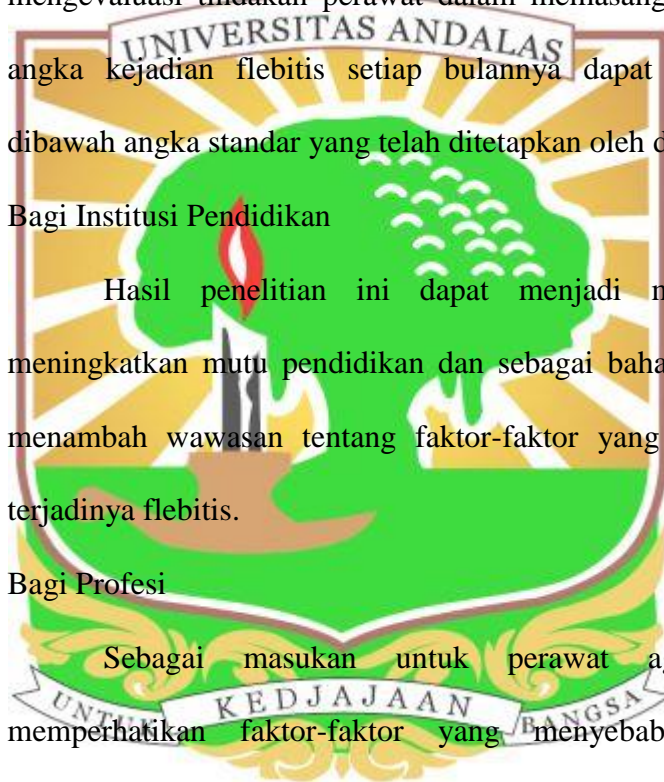 mengevaluasi tindakan perawat dalam memasang
UNIVERSITAS ANDALAS
angka kejadian flebitis setiap bulannya dapat
dibawah angka standar yang telah ditetapkan oleh
Bagi Institusi Pendidikan
Hasil penelitian ini dapat menjadi
meningkatkan mutu pendidikan dan sebagai
menambah wawasan tentang faktor-faktor yang
terjadinya flebitis.
Bagi Profesi
Sebagai masukan untuk perawat
UNTUK KEDJAJAAN BANGSA
memperhatikan faktor-faktor yang